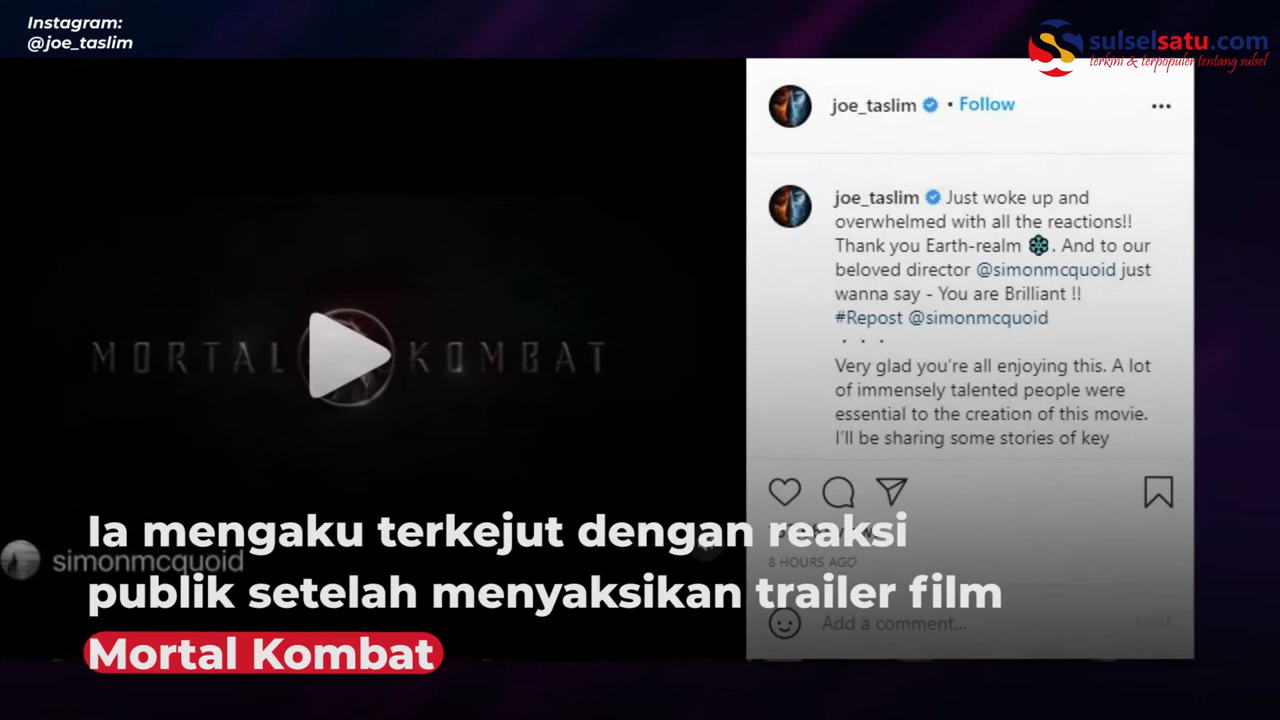 Instagram:
@joe_taslim
sulselsatu.com
terkini & terpopuler tentang sulsel
joe_taslim • Follow
joe_taslim Just woke up and
overwhelmed with all the reactions!!
Thank you Earth-realm . And to our
beloved director @simonmcquoid just
wanna say - You are Brilliant !!
#Repost @simonmcquoid
• • •
Very glad you're all enjoying this. A lot
of immensely talented people were
essential to the creation of this movie.
I'll be sharing some stories of key
MORTAL KOMBAT
8 HOURS AGO
simonmcquoid
Add a comment...
POST
Ia mengaku terkejut dengan reaksi
publik setelah menyaksikan trailer film
Mortal Kombat